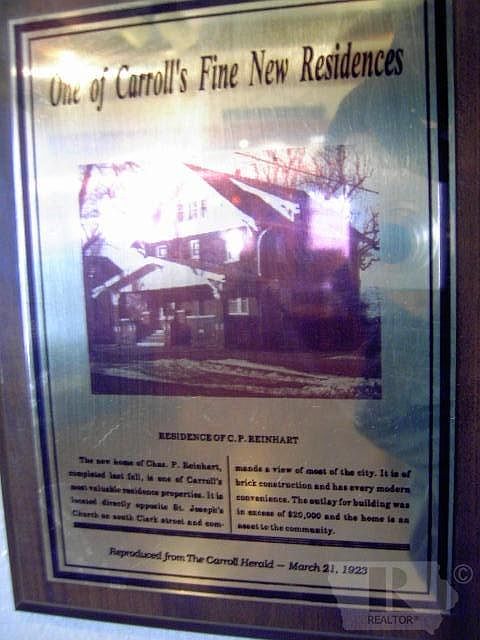 One of Carroll's Fine New Residences
RESIDENCE OF C. P. REINHART
The new home of Chas. P. Reinhart,
completed last fall, is one of Carroll's
most valuable residence properties. It is
located directly opposite St. Joseph's
Church on south Clark street and com-
mands a view of most of the city. It is of
brick construction and has every modern
convenience. The outlay for building was
in excess of $20,000 and the home is an
asset to the community.
Reproduced from The Carroll Herald — March 21, 1923
R
©
REALTOR®